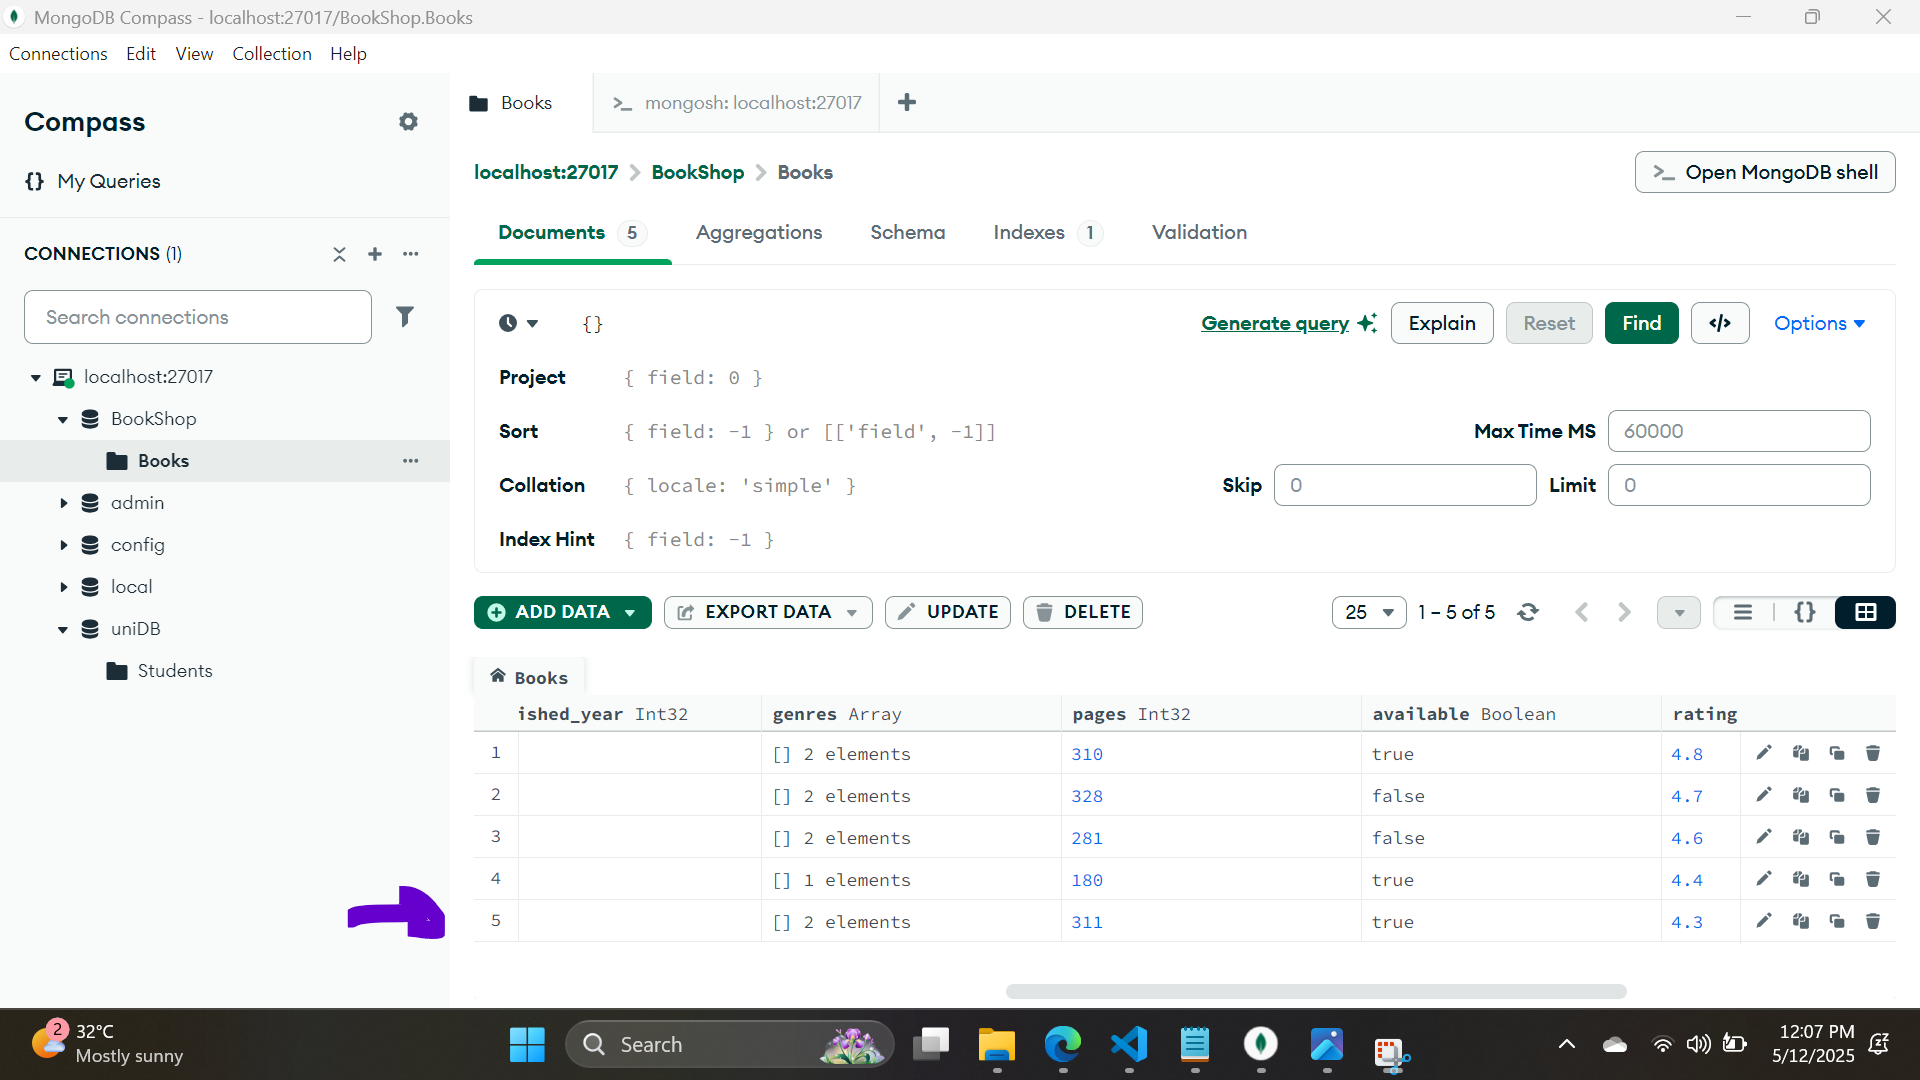 MongoDB Compass - localhost:27017/BookShop.Books
Connections Edit View Collection Help
Compass
My Queries
CONNECTIONS (1)
Search connections
localhost:27017
BookShop
Books
admin
config
local
uniDB
Students
Books
>_ mongosh: localhost:27017
localhost:27017 > BookShop > Books
>_ Open MongoDB shell
Documents 5 Aggregations Schema Indexes 1 Validation
{} Generate query Explain Reset Find </> Options
Project { field: 0 }
Sort { field: -1 } or [['field', -1]] Max Time MS 60000
Collation { locale: 'simple' } Skip 0 Limit 0
Index Hint { field: -1 }
ADD DATA EXPORT DATA UPDATE DELETE 25 1 – 5 of 5 {}
Books
ished_year Int32 genres Array pages Int32 available Boolean rating
1 [] 2 elements 310 true 4.8
2 [] 2 elements 328 false 4.7
3 [] 2 elements 281 false 4.6
4 [] 1 elements 180 true 4.4
5 [] 2 elements 311 true 4.3
2 32°C
Mostly sunny
Search
12:07 PM
5/12/2025